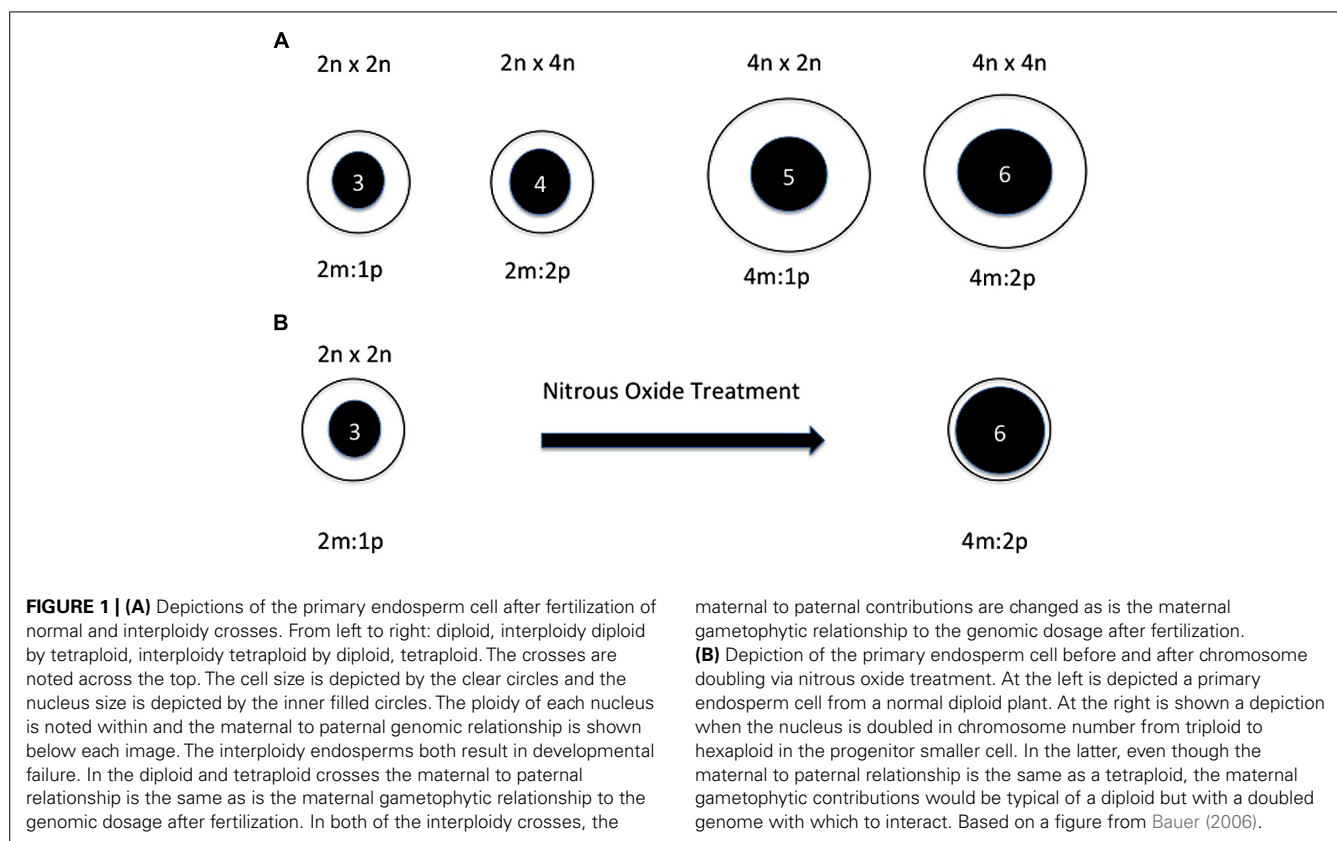 A
2n x 2n
2n x 4n
4n x 2n
4n x 4n
3
4
5
6
2m:1p
2m:2p
4m:1p
4m:2p
B
2n x 2n
Nitrous Oxide Treatment
3
6
2m:1p
4m:2p
FIGURE 1 | (A) Depictions of the primary endosperm cell after fertilization of
normal and interploidy crosses. From left to right: diploid, interploidy diploid
by tetraploid, interploidy tetraploid by diploid, tetraploid. The crosses are
noted across the top. The cell size is depicted by the clear circles and the
nucleus size is depicted by the inner filled circles. The ploidy of each nucleus
is noted within and the maternal to paternal genomic relationship is shown
below each image. The interploidy endosperms both result in developmental
failure. In the diploid and tetraploid crosses the maternal to paternal
relationship is the same as is the maternal gametophytic relationship to the
genomic dosage after fertilization. In both of the interploidy crosses, the
maternal to paternal contributions are changed as is the maternal
gametophytic relationship to the genomic dosage after fertilization.
(B) Depiction of the primary endosperm cell before and after chromosome
doubling via nitrous oxide treatment. At the left is depicted a primary
endosperm cell from a normal diploid plant. At the right is shown a depiction
when the nucleus is doubled in chromosome number from triploid to
hexaploid in the progenitor smaller cell. In the latter, even though the
maternal to paternal relationship is the same as a tetraploid, the maternal
gametophytic contributions would be typical of a diploid but with a doubled
genome with which to interact. Based on a figure from Bauer (2006).